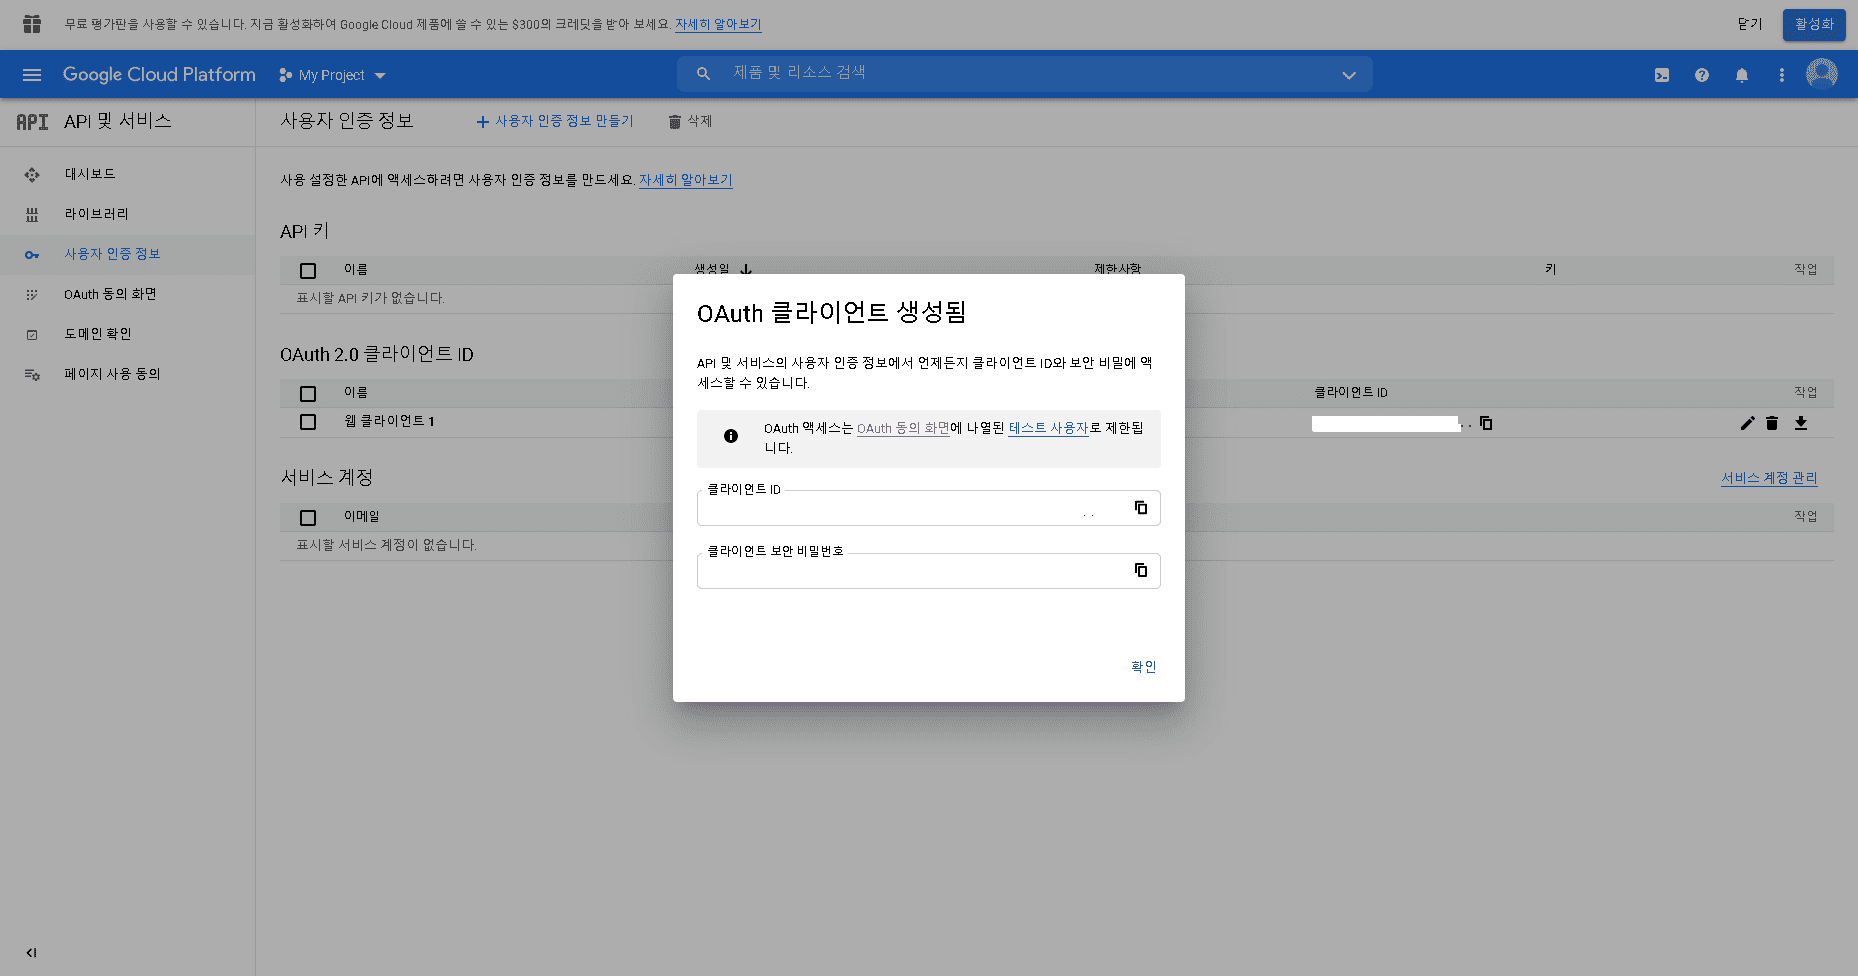 무료 평가판을 사용할 수 있습니다. 지금 활성화하여 Google Cloud 제품에 쓸 수 있는 $300의 크레딧을 받아 보세요. 자세히 알아보기
닫기
활성화
Google Cloud Platform
My Project
제품 및 리소스 검색
API API 및 서비스
사용자 인증 정보
사용자 인증 정보 만들기
삭제
대시보드
라이브러리
사용자 인증 정보
OAuth 동의 화면
도메인 확인
페이지 사용 동의
사용 설정한 API에 액세스하려면 사용자 인증 정보를 만드세요. 자세히 알아보기
API 키
이름
생성일
제한사항
키
작업
표시할 API 키가 없습니다.
OAuth 2.0 클라이언트 ID
이름
클라이언트 ID
작업
웹 클라이언트 1
서비스 계정
서비스 계정 관리
이메일
작업
표시할 서비스 계정이 없습니다.
OAuth 클라이언트 생성됨
API 및 서비스의 사용자 인증 정보에서 언제든지 클라이언트 ID와 보안 비밀에 액
세스할 수 있습니다.
OAuth 액세스는 OAuth 동의 화면에 나열된 테스트 사용자로 제한됩
니다.
클라이언트 ID
클라이언트 보안 비밀번호
확인